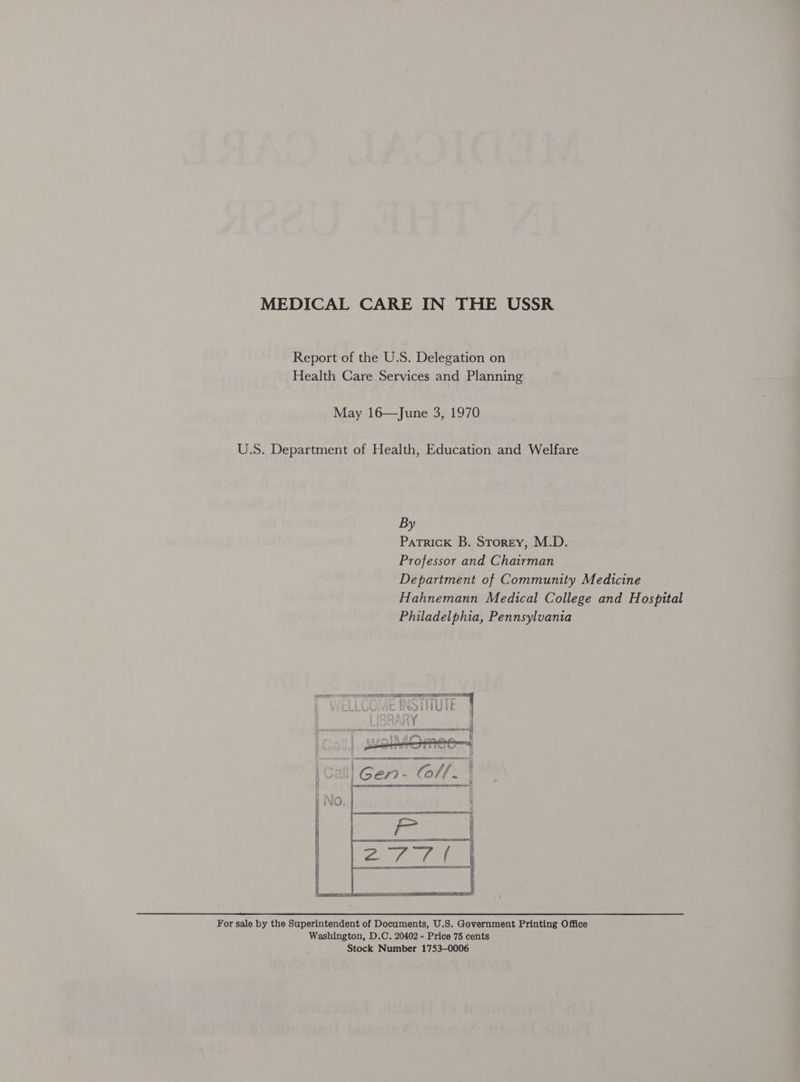 MEDICAL CARE IN THE USSR
Report of the U.S. Delegation on
Health Care Services and Planning
May 16—June 3, 1970
U.S. Department of Health, Education and Welfare
By
PATRICK B. STOREY, M.D.
Professor and Chairman
Department of Community Medicine
Hahnemann Medical College and Hospital
Philadelphia, Pennsylvania
WELLCOME INSTITUTE
LIBRARY
Coll. welMOmec
Call Gen. Coll.
No.
P
2771
For sale by the Superintendent of Documents, U.S. Government Printing Office
Washington, D.C. 20402 - Price 75 cents
Stock Number 1753-0006